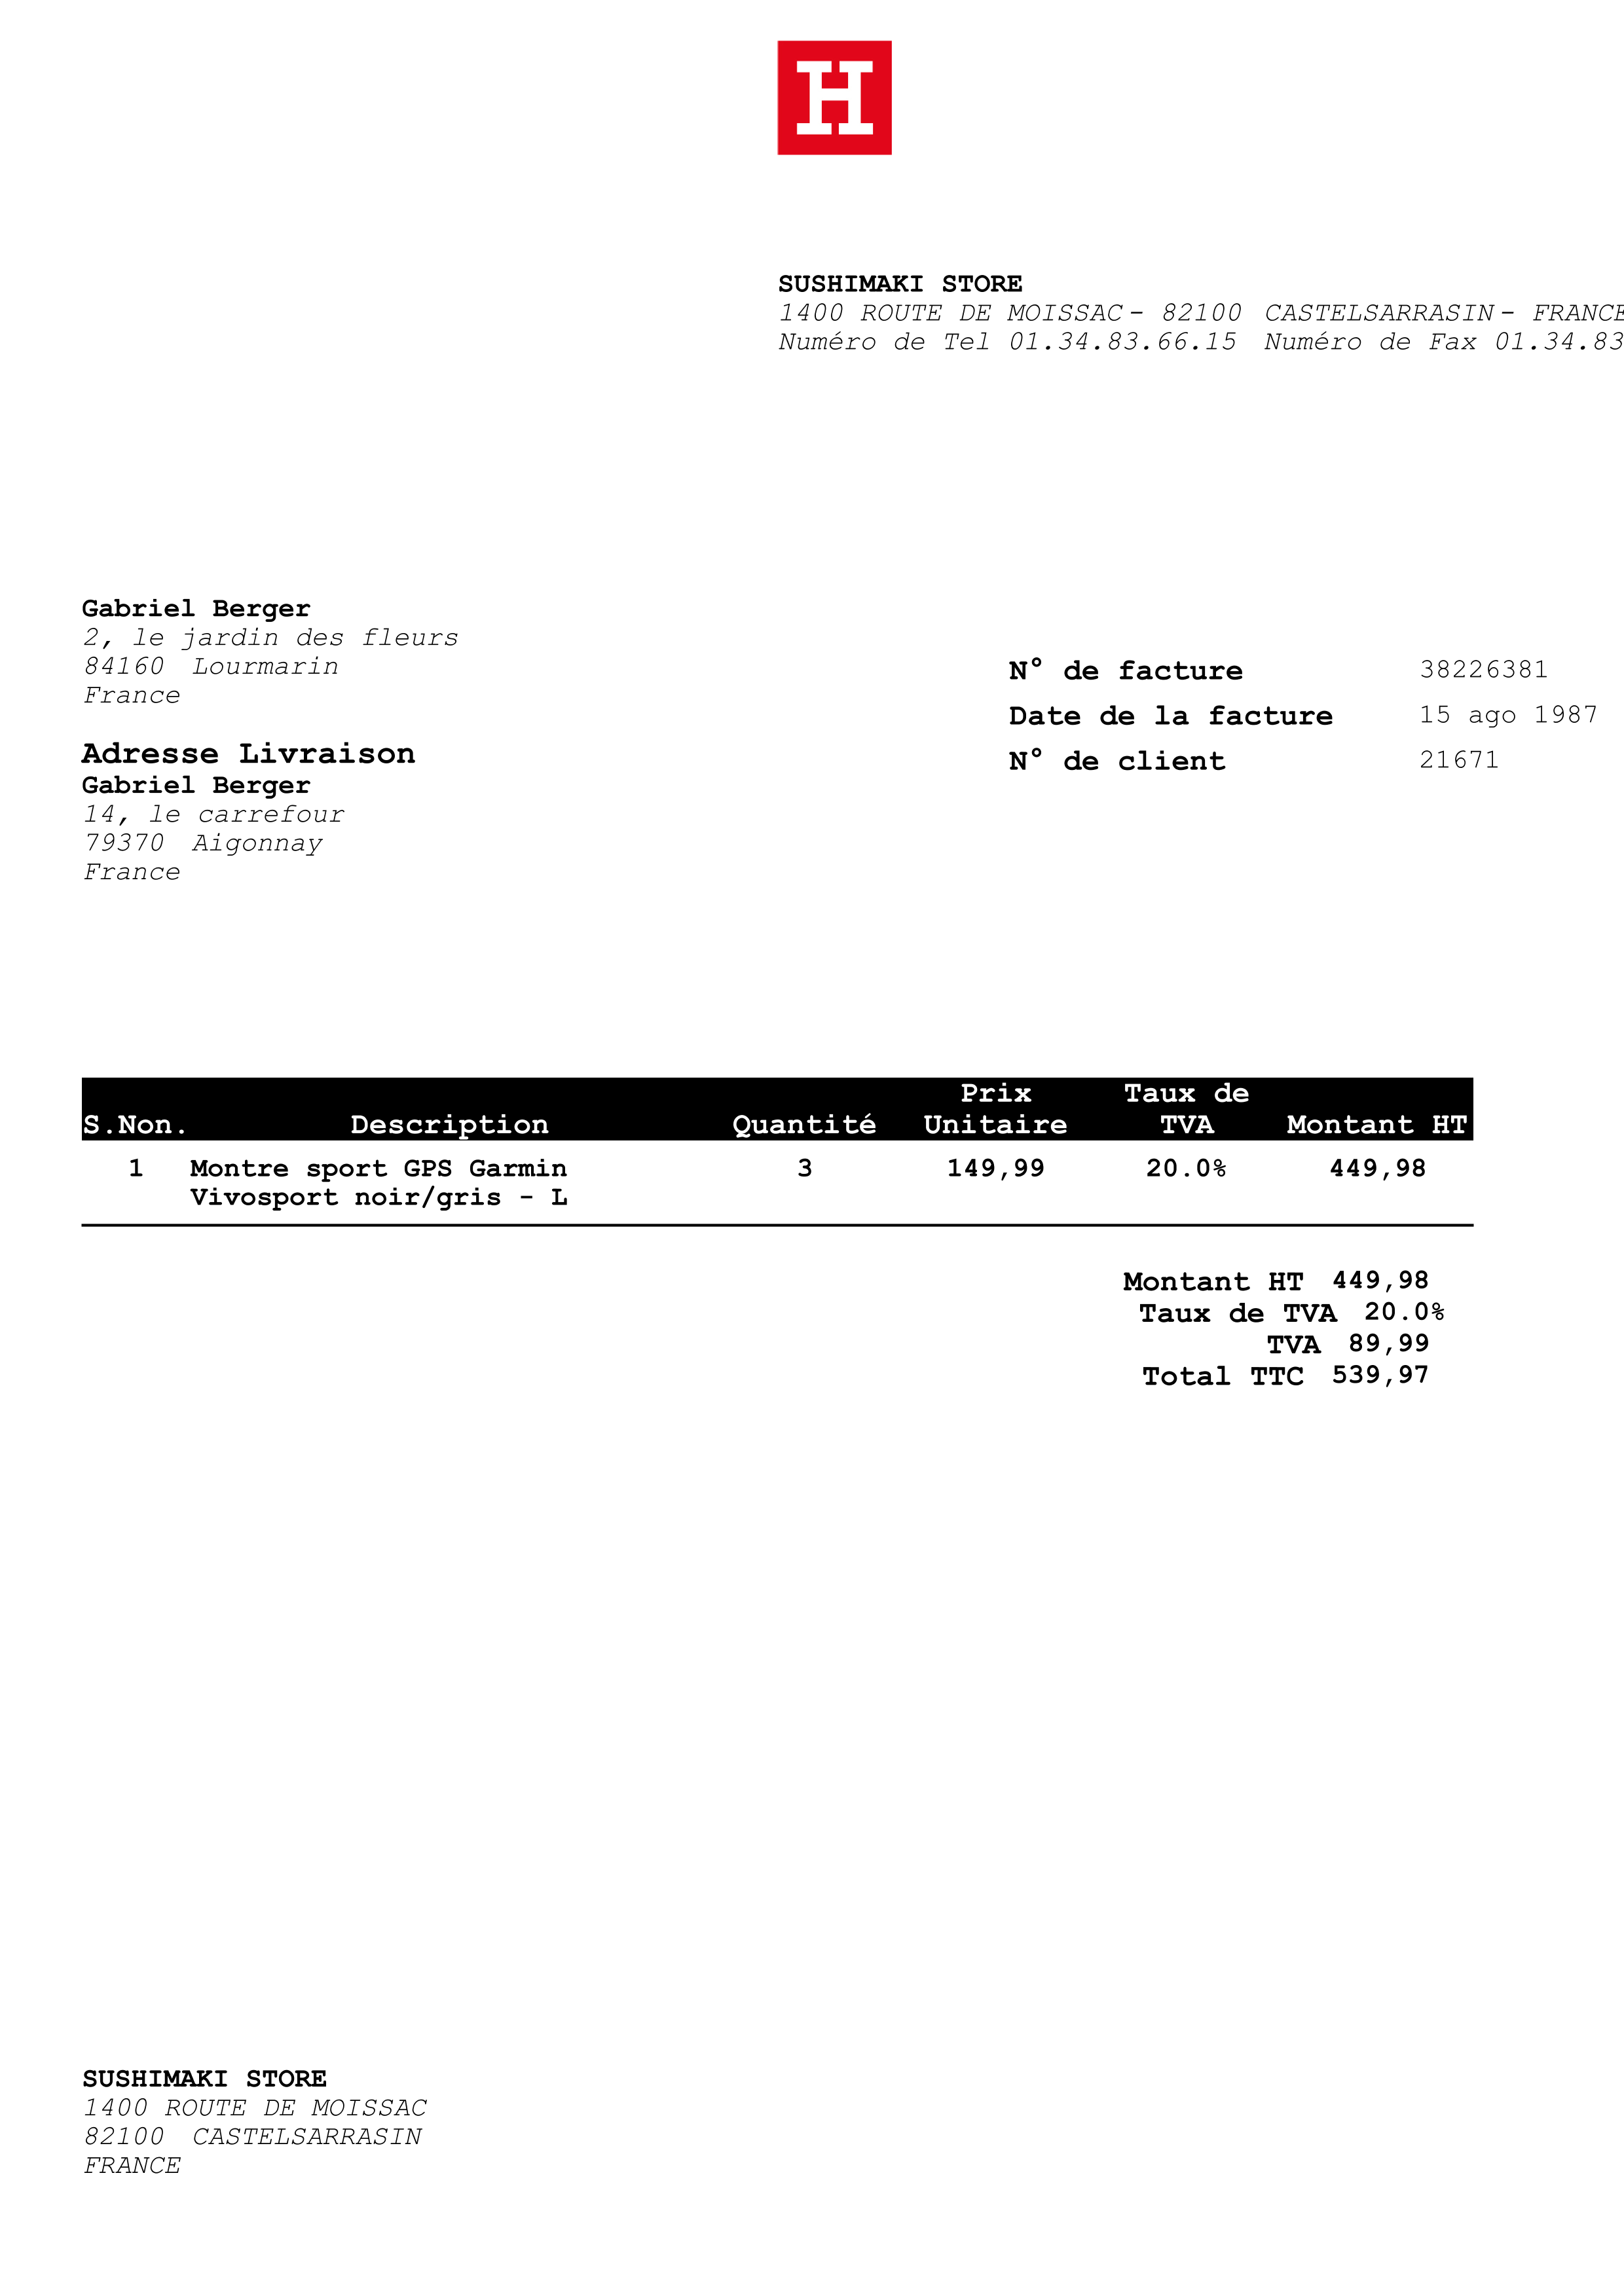 H
SUSHIMAKI STORE
1400 ROUTE DE MOISSAC - 82100 CASTELSARRASIN - FRANCE
Numéro de Tel 01.34.83.66.15 Numéro de Fax 01.34.83
Gabriel Berger
2, le jardin des fleurs
84160 Lourmarin
France
N° de facture 38226381
Date de la facture 15 ago 1987
N° de client 21671
Adresse Livraison
Gabriel Berger
14, le carrefour
79370 Aigonnay
France
Prix Taux de
S.Non. Description Quantité Unitaire TVA Montant HT
1 Montre sport GPS Garmin 3 149,99 20.0% 449,98
Vivosport noir/gris - L
Montant HT 449,98
Taux de TVA 20.0%
TVA 89,99
Total TTC 539,97
SUSHIMAKI STORE
1400 ROUTE DE MOISSAC
82100 CASTELSARRASIN
FRANCE